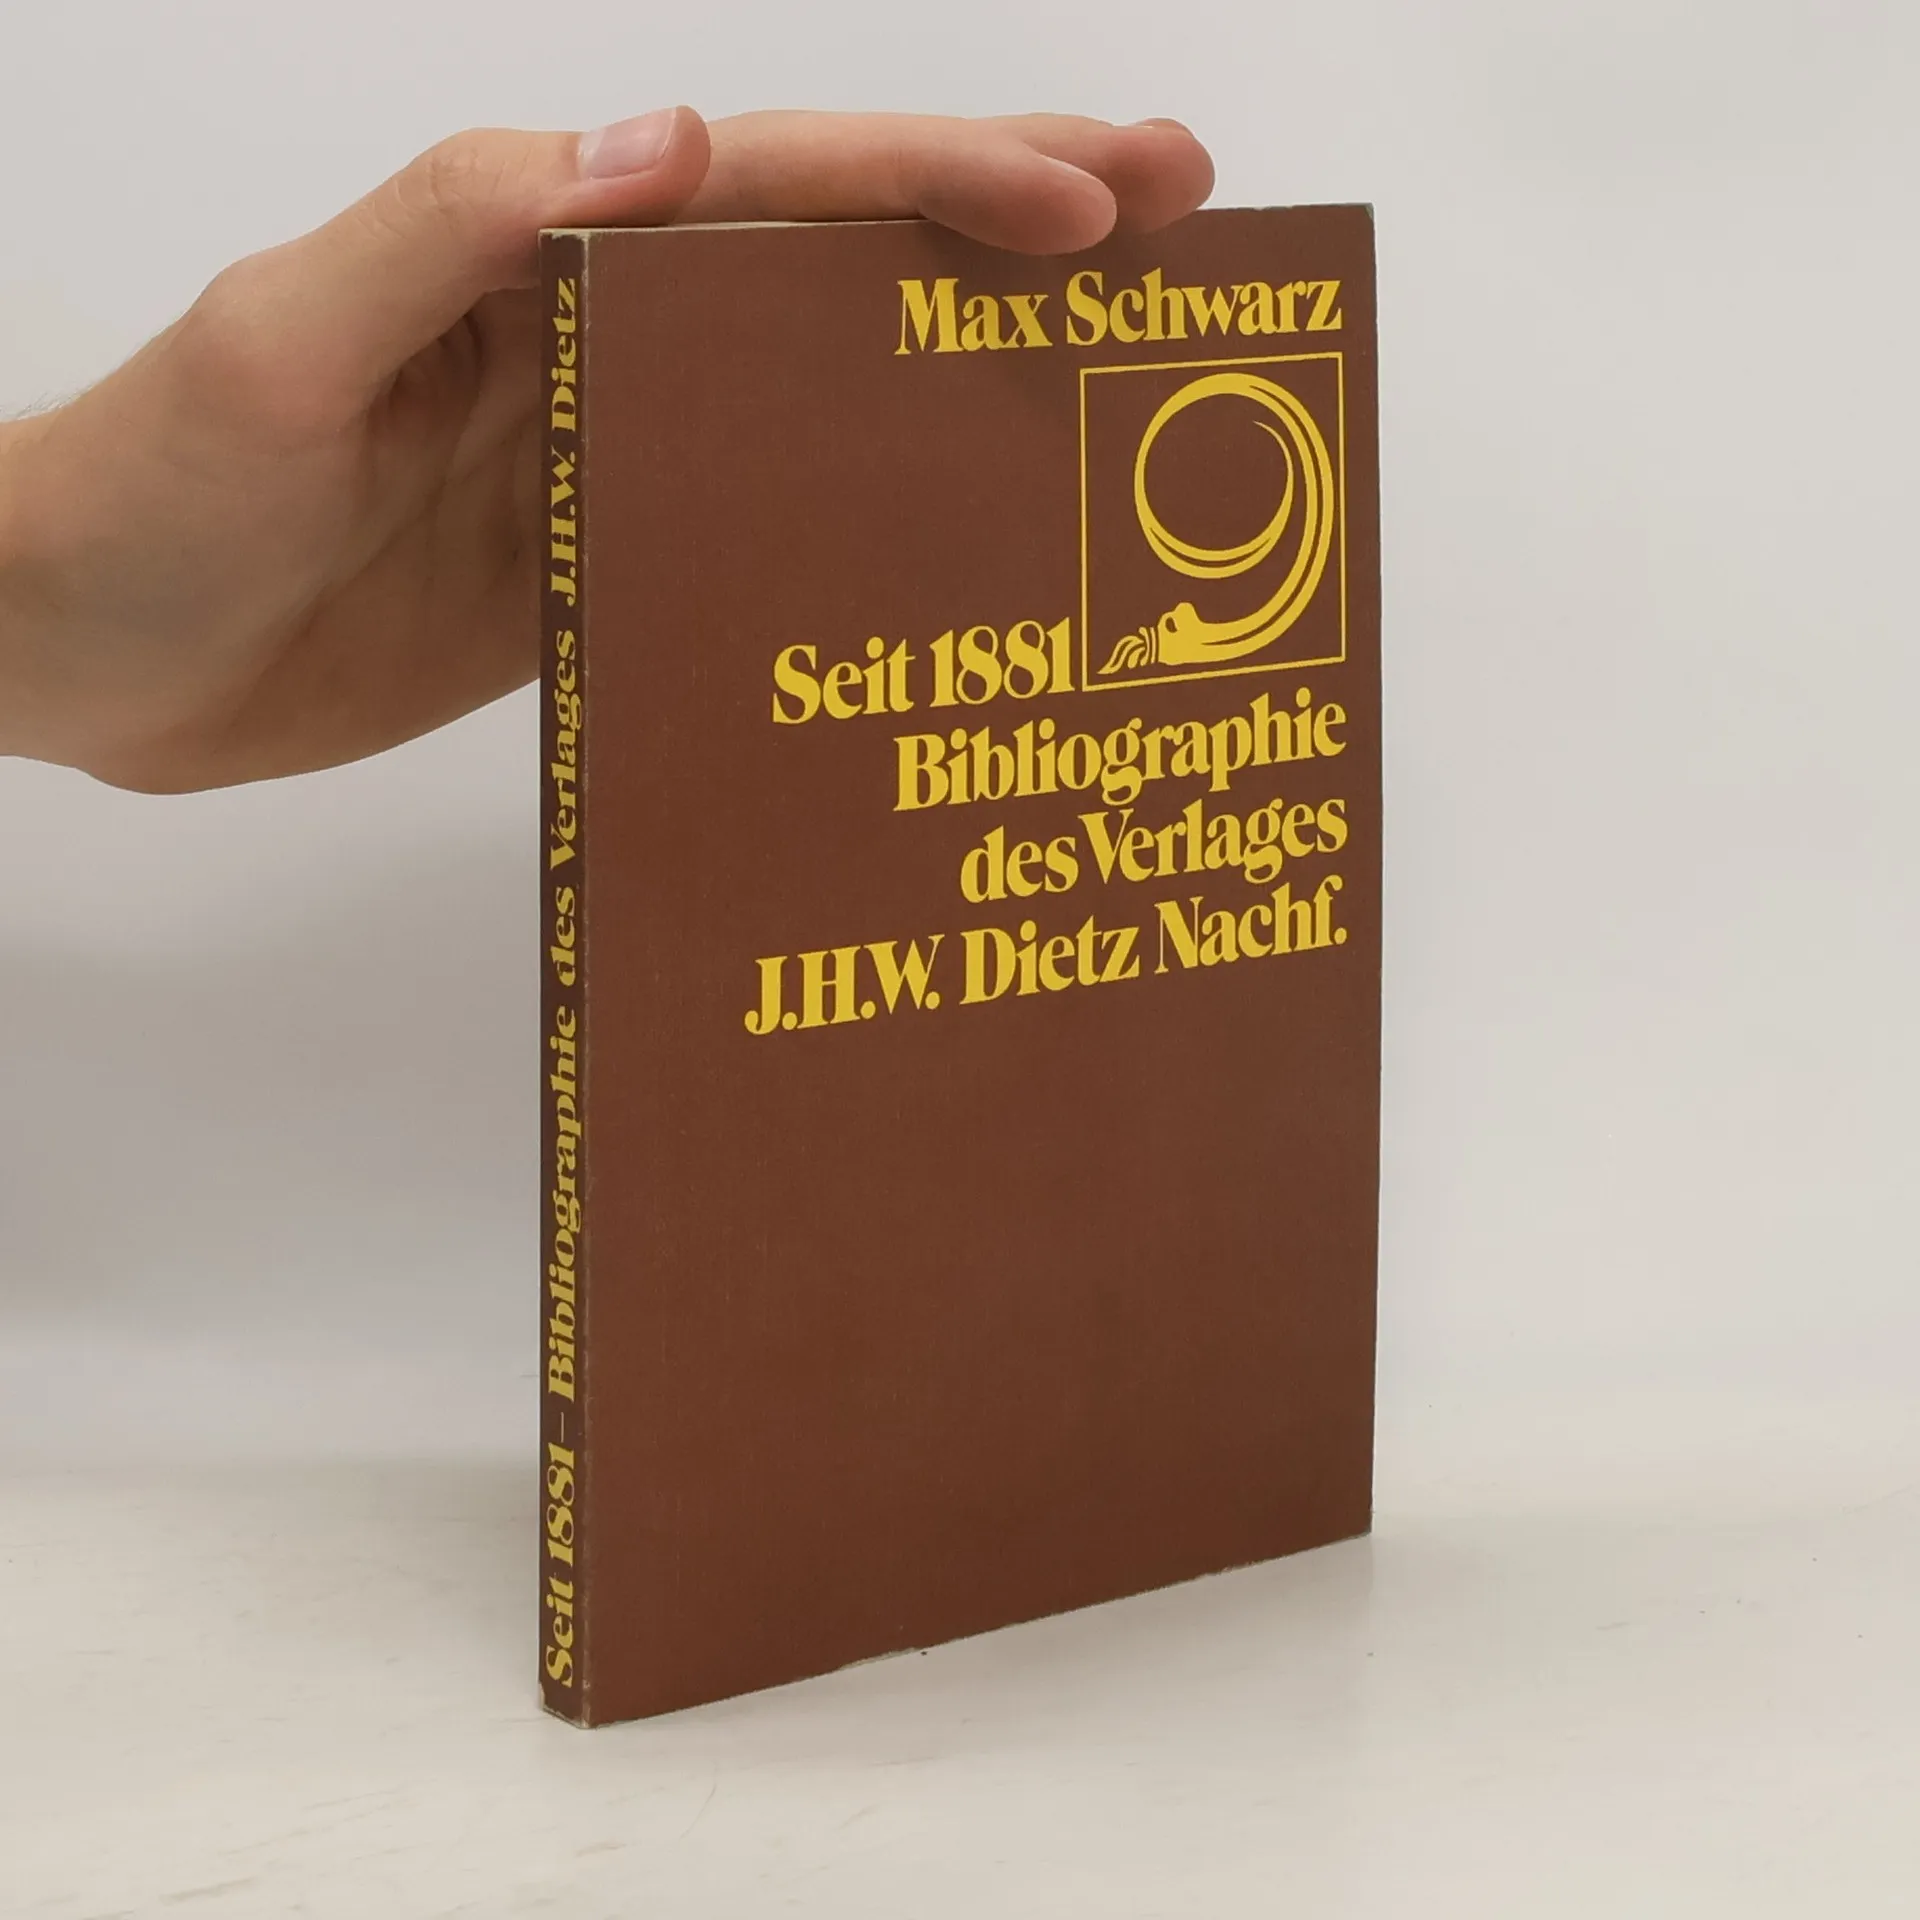 Max Schwarz
Seit 1881
Bibliographie
des Verlages
J.H.W. Dietz Nachf.
Seit 1881 – Bibliographie des Verlages J.H.W. Dietz